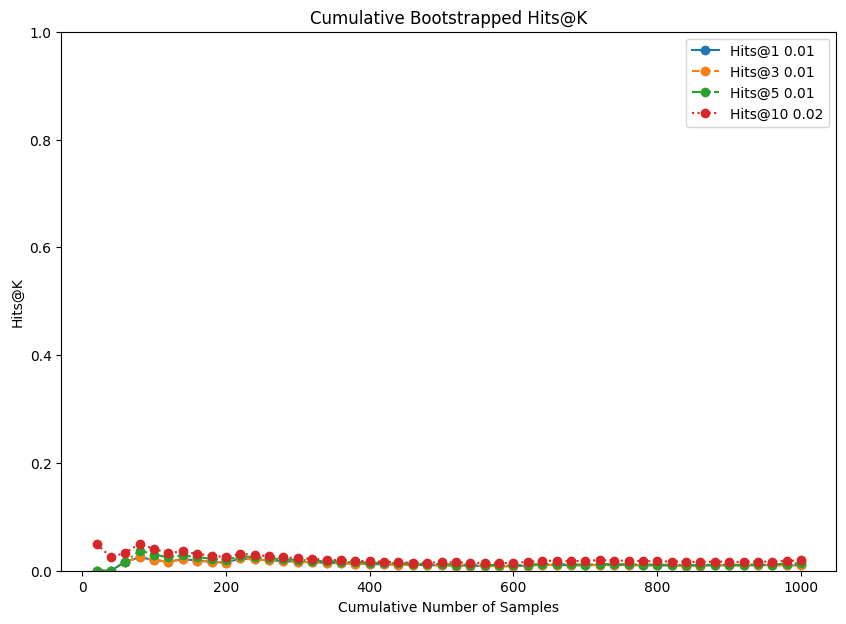 Cumulative Bootstrapped Hits@K
Hits@1 0.01
Hits@3 0.01
Hits@5 0.01
Hits@10 0.02
Hits@K
1.0
0.8
0.6
0.4
0.2
0.0
0 200 400 600 800 1000
Cumulative Number of Samples